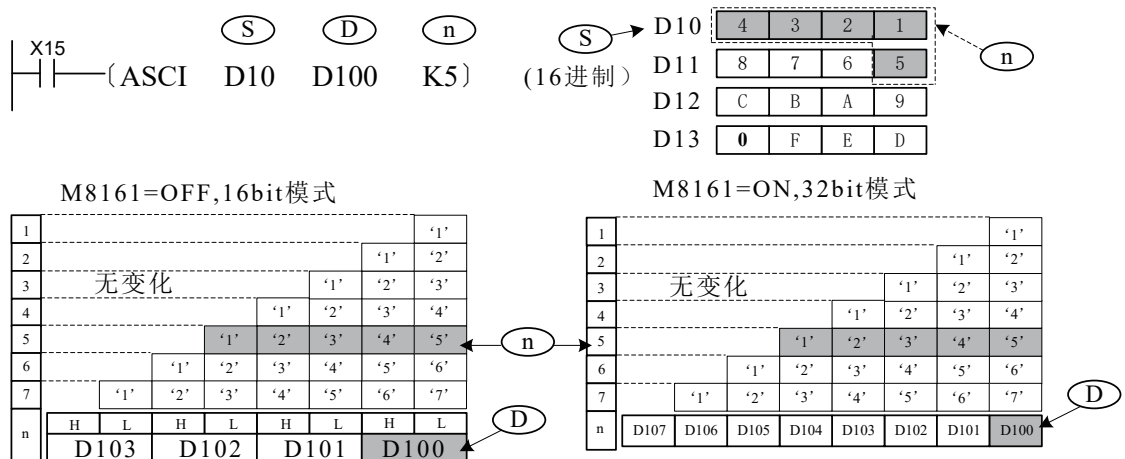 S D n
X15
ASCI D10 D100 K5
S
(16进制)
D10 4 3 2 1
D11 8 7 6 5
D12 C B A 9
D13 0 F E D
n
M8161=OFF,16bit模式
1 ‘1’
2 ‘1’ ‘2’
3 ‘1’ ‘2’ ‘3’
4 ‘1’ ‘2’ ‘3’ ‘4’
5 ‘1’ ‘2’ ‘3’ ‘4’ ‘5’
6 ‘1’ ‘2’ ‘3’ ‘4’ ‘5’ ‘6’
7 ‘1’ ‘2’ ‘3’ ‘4’ ‘5’ ‘6’ ‘7’
无变化
n H L H L H L H L
D103 D102 D101 D100
n
D
M8161=ON,32bit模式
1 ‘1’
2 ‘1’ ‘2’
3 ‘1’ ‘2’ ‘3’
4 ‘1’ ‘2’ ‘3’ ‘4’
5 ‘1’ ‘2’ ‘3’ ‘4’ ‘5’
6 ‘1’ ‘2’ ‘3’ ‘4’ ‘5’ ‘6’
7 ‘1’ ‘2’ ‘3’ ‘4’ ‘5’ ‘6’ ‘7’
无变化
n D107 D106 D105 D104 D103 D102 D101 D100
D